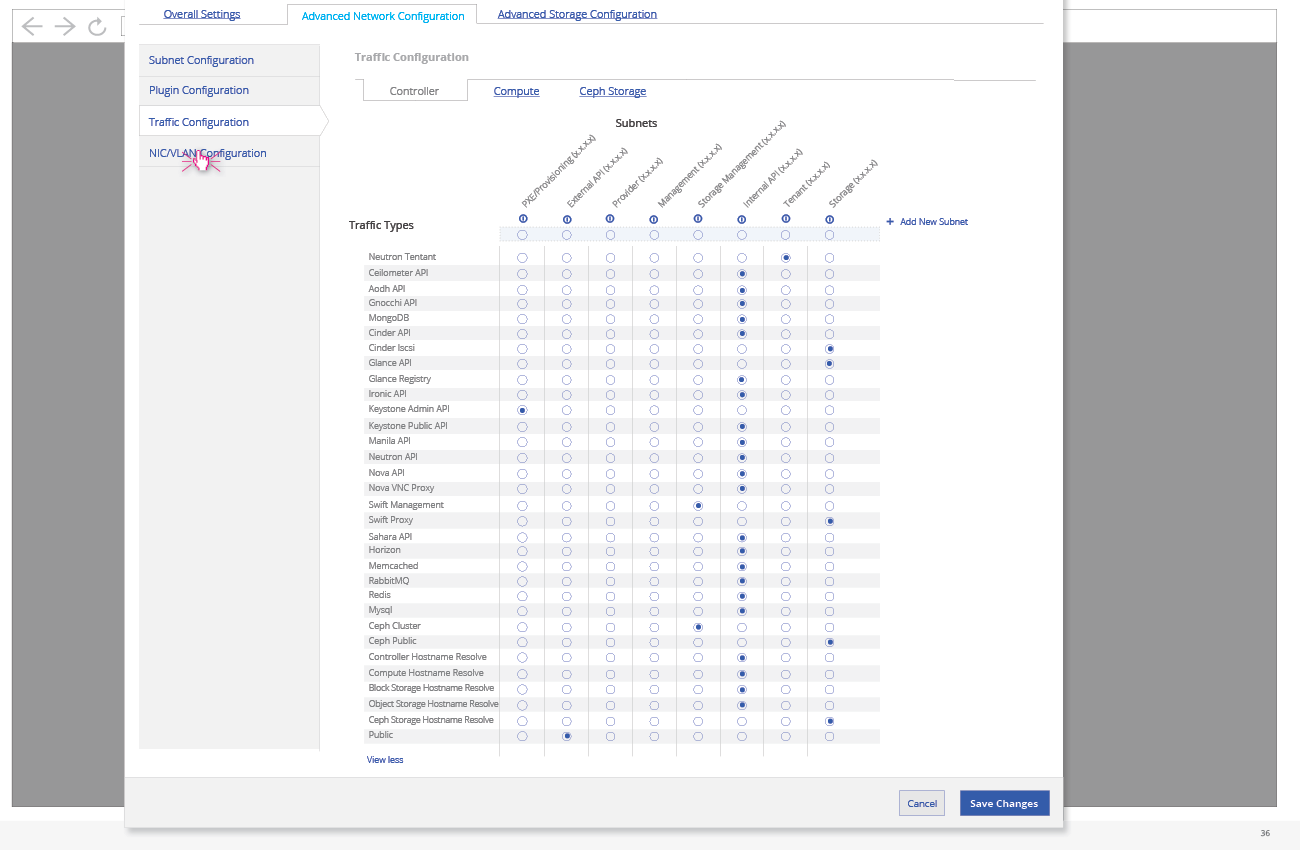 Overall Settings
Advanced Network Configuration
Advanced Storage Configuration
Subnet Configuration
Plugin Configuration
Traffic Configuration
NIC/VLAN Configuration
Traffic Configuration
Controller
Compute
Ceph Storage
Subnets
PXE/Provisioning (x.x.x.x)
External API (x.x.x.x)
Provider (x.x.x.x)
Management (x.x.x.x)
Storage Management (x.x.x.x)
Internal API (x.x.x.x)
Tenant (x.x.x.x)
Storage (x.x.x.x)
Traffic Types
+ Add New Subnet
Neutron Tentant
Ceilometer API
Aodh API
Gnocchi API
MongoDB
Cinder API
Cinder Iscsi
Glance API
Glance Registry
Ironic API
Keystone Admin API
Keystone Public API
Manila API
Neutron API
Nova API
Nova VNC Proxy
Swift Management
Swift Proxy
Sahara API
Horizon
Memcached
RabbitMQ
Redis
Mysql
Ceph Cluster
Ceph Public
Controller Hostname Resolve
Compute Hostname Resolve
Block Storage Hostname Resolve
Object Storage Hostname Resolve
Ceph Storage Hostname Resolve
Public
View less
Cancel
Save Changes
36